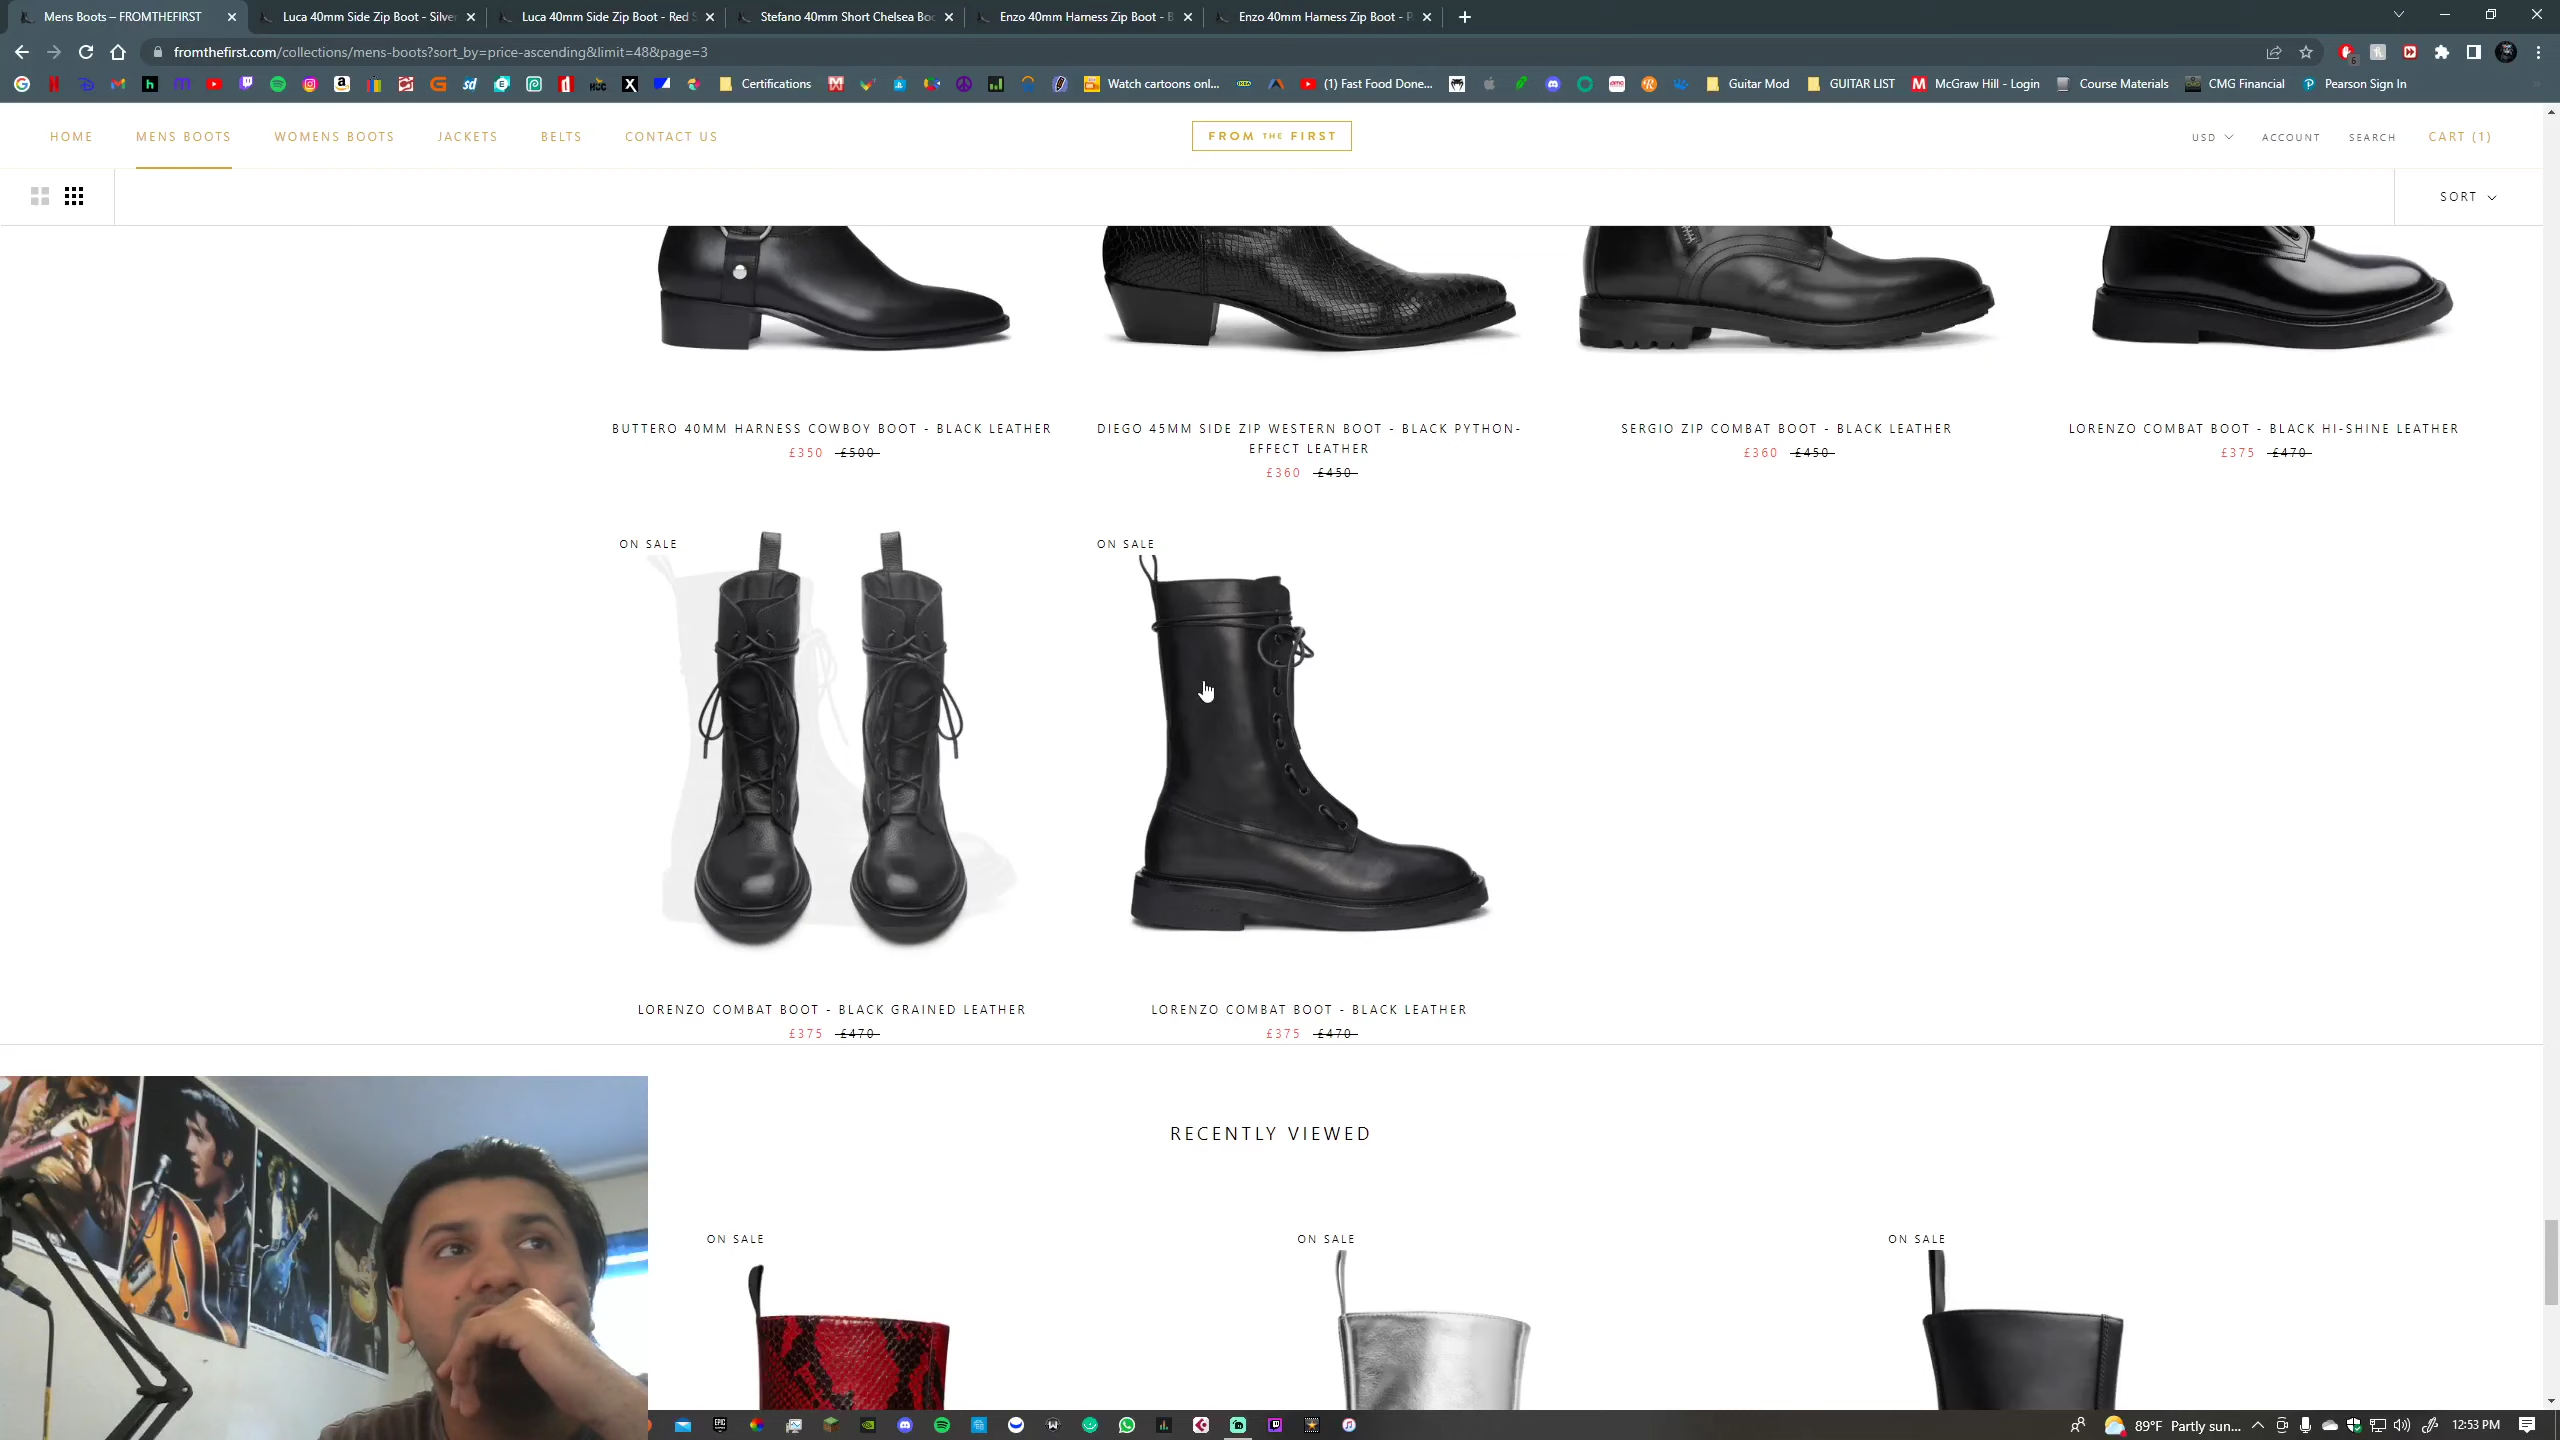 Mens Boots – FROMTHEFIRST
Luca 40mm Side Zip Boot - Silver
Luca 40mm Side Zip Boot - Red S
Stefano 40mm Short Chelsea Boo
Enzo 40mm Harness Zip Boot - B
Enzo 40mm Harness Zip Boot - P
fromthefirst.com/collections/mens-boots?sort_by=price-ascending&limit=48&page=3
Certifications
Watch cartoons onl...
(1) Fast Food Done...
Guitar Mod
GUITAR LIST
McGraw Hill - Login
Course Materials
CMG Financial
Pearson Sign In
HOME
MENS BOOTS
WOMENS BOOTS
JACKETS
BELTS
CONTACT US
FROM THE FIRST
USD
ACCOUNT
SEARCH
CART (1)
SORT
BUTTERO 40MM HARNESS COWBOY BOOT - BLACK LEATHER
£350 £500
DIEGO 45MM SIDE ZIP WESTERN BOOT - BLACK PYTHON-
EFFECT LEATHER
£360 £450
SERGIO ZIP COMBAT BOOT - BLACK LEATHER
£360 £450
LORENZO COMBAT BOOT - BLACK HI-SHINE LEATHER
£375 £470
ON SALE
ON SALE
LORENZO COMBAT BOOT - BLACK GRAINED LEATHER
£375 £470
LORENZO COMBAT BOOT - BLACK LEATHER
£375 £470
RECENTLY VIEWED
ON SALE
ON SALE
ON SALE
89°F Partly sun...
12:53 PM